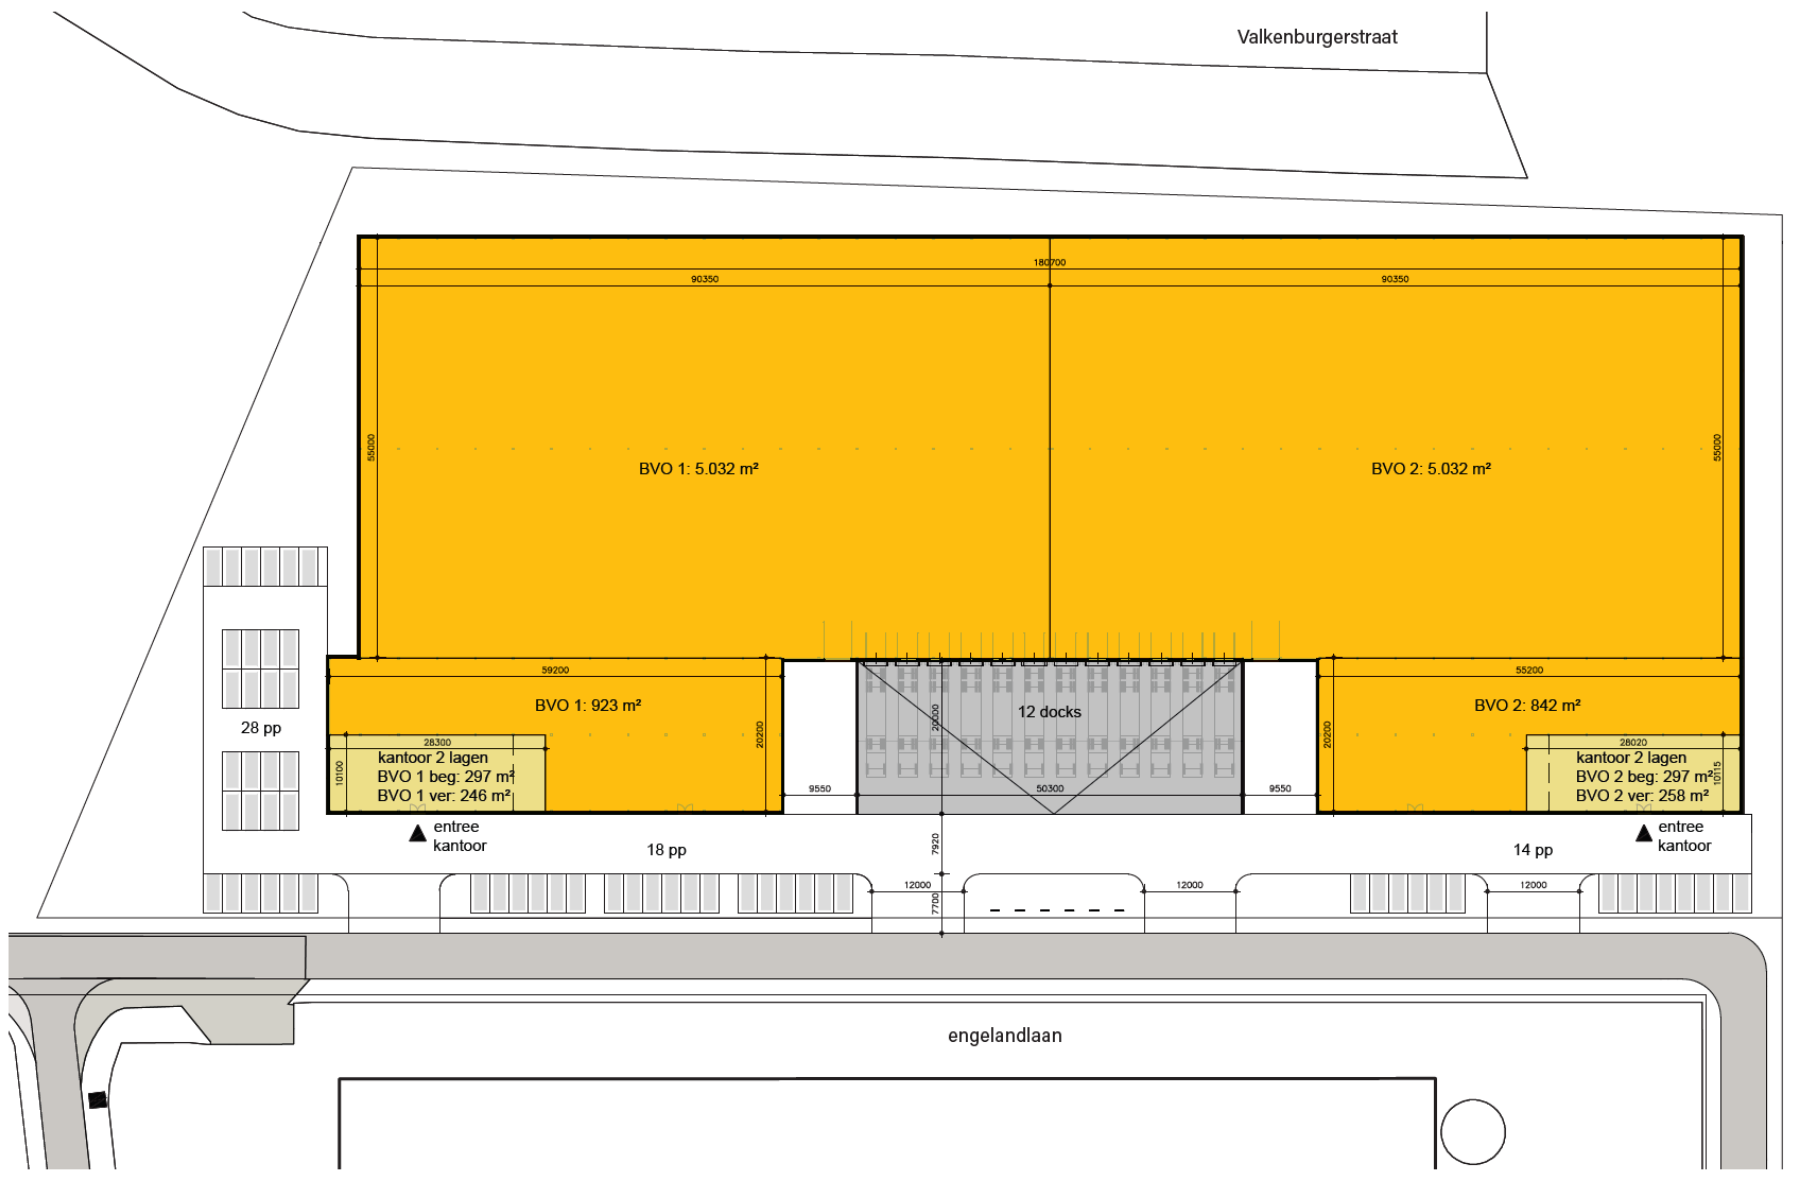 Valkenburgerstraat
180700
90350
90350
55000
55000
BVO 1: 5.032 m²
BVO 2: 5.032 m²
59200
55200
BVO 1: 923 m²
12 docks
BVO 2: 842 m²
20000
20200
20200
28 pp
28300
28020
kantoor 2 lagen
BVO 1 beg: 297 m²
BVO 1 ver: 246 m²
10100
kantoor 2 lagen
BVO 2 beg: 297 m²
BVO 2 ver: 258 m²
10115
9550
50300
9550
entree
kantoor
entree
kantoor
18 pp
7920
14 pp
12000
12000
12000
7700
engelandlaan